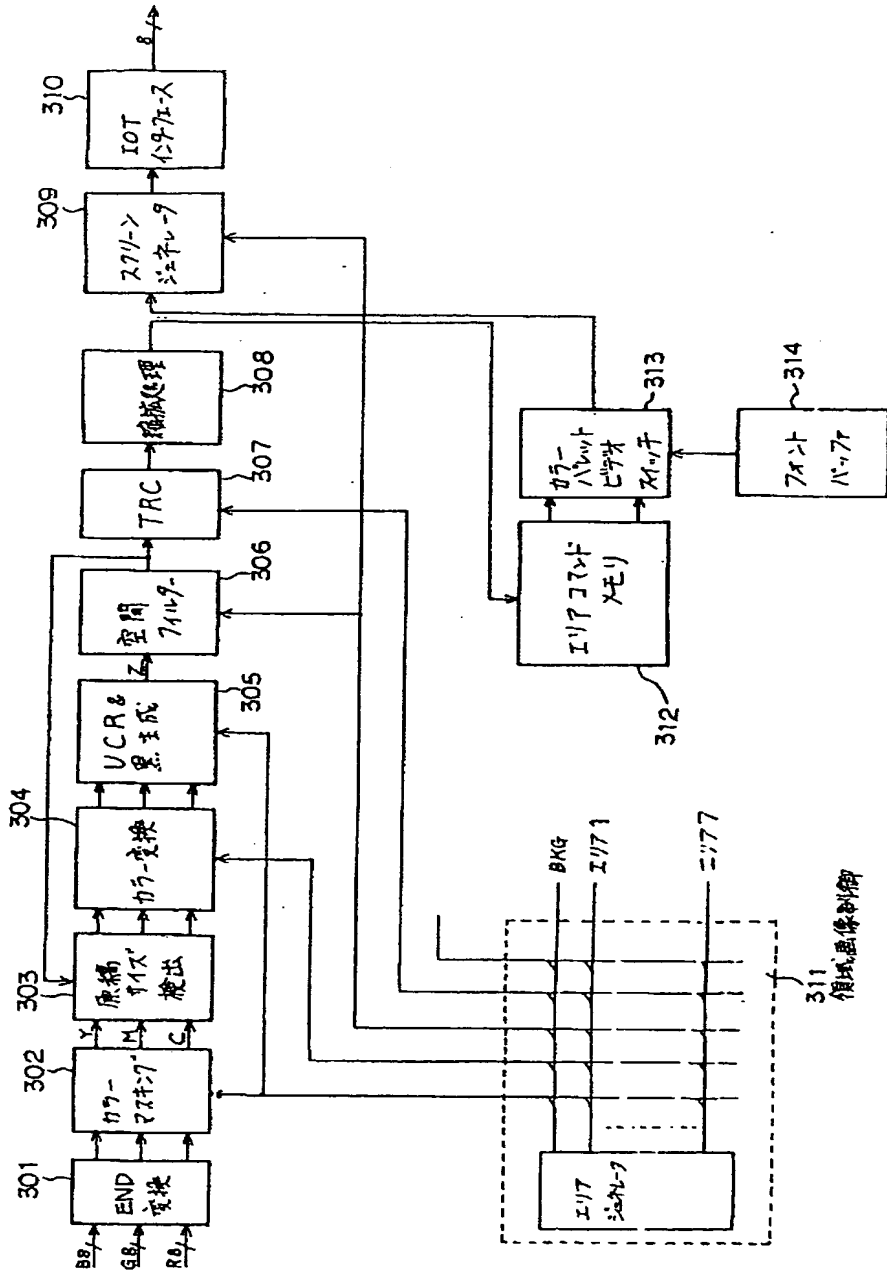 B8
G8
R8
301
END
変換
302
カラー
マスキング
Y
M
C
303
原稿
サイズ
検出
304
カラー変換
UCR&
黒生成
305
空間
フィルター
306
TRC
307
縮拡処理
308
309
スクリーン
ジェネレータ
310
IOT
インターフェース
8
エリアコマンド
メモリ
312
カラー
パレット
ビデオ
スイッチ
313
フォント
バッファ
314
エリア
ジェネレータ
BKG
エリア1
エリア7
311
領域画像制御